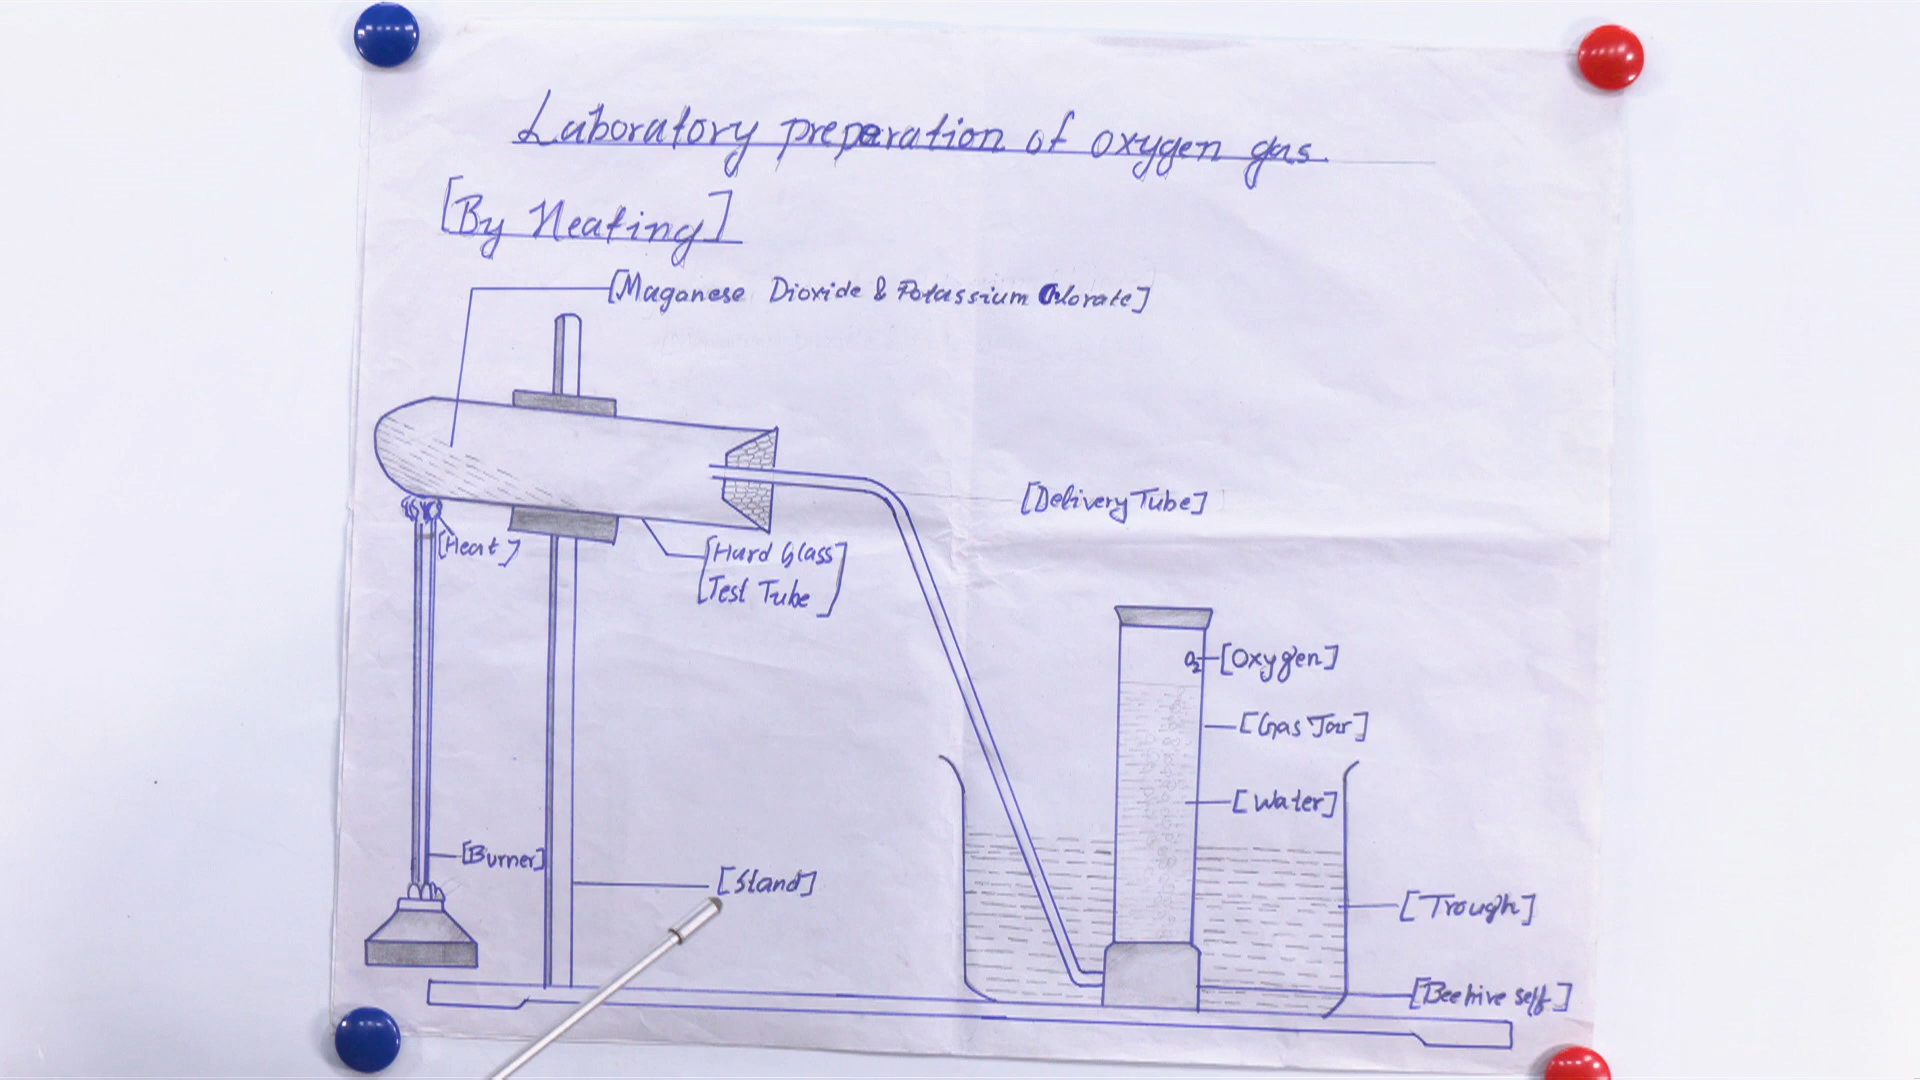 Laboratory preparation of oxygen gas.
[By Heating]
[Maganese Dioxide & Potassium Chlorate]
[Delivery Tube]
[Heat]
[Hard Glass
Test Tube]
O₂ [Oxygen]
[Gas Jar]
[Water]
[Burner]
[Stand]
[Trough]
[Beehive self]